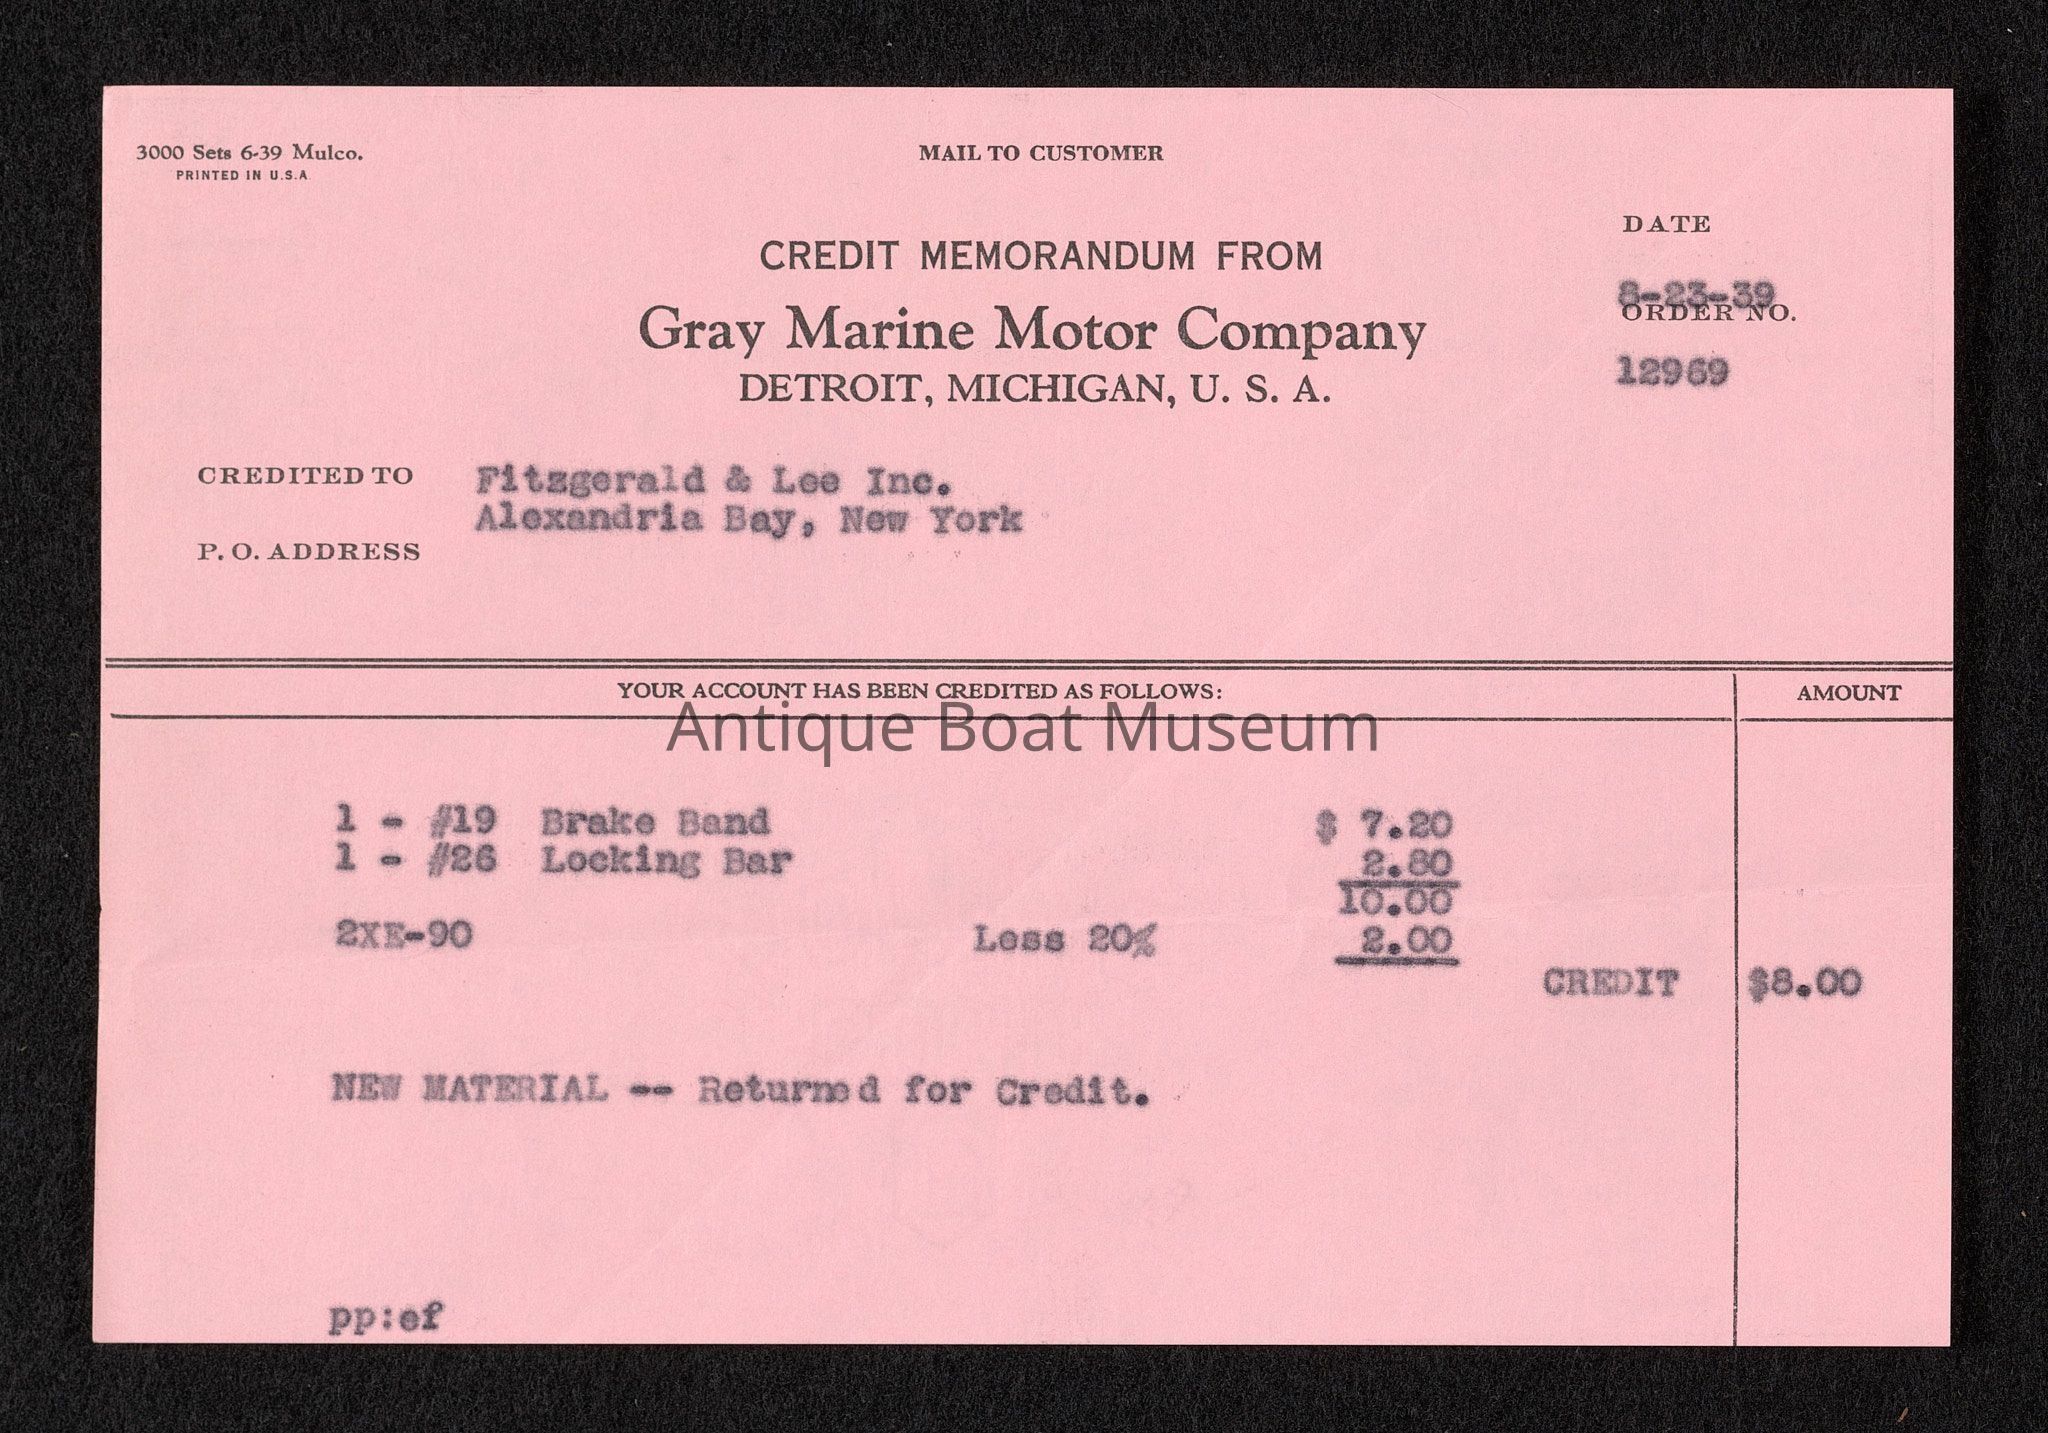 3000 Sets 6-39 Mulco.
PRINTED IN U.S.A.
MAIL TO CUSTOMER
DATE
8-23-39
CREDIT MEMORANDUM FROM
ORDER NO.
Gray Marine Motor Company
12969
DETROIT, MICHIGAN, U. S. A.
CREDITED TO Fitzgerald & Lee Inc.
Alexandria Bay, New York
P. O. ADDRESS
YOUR ACCOUNT HAS BEEN CREDITED AS FOLLOWS: AMOUNT
Antique Boat Museum
1 - #19 Brake Band $ 7.20
1 - #26 Locking Bar 2.80
10.00
2XE-90 Less 20% 2.00
CREDIT $8.00
NEW MATERIAL -- Returned for Credit.
pp:ef